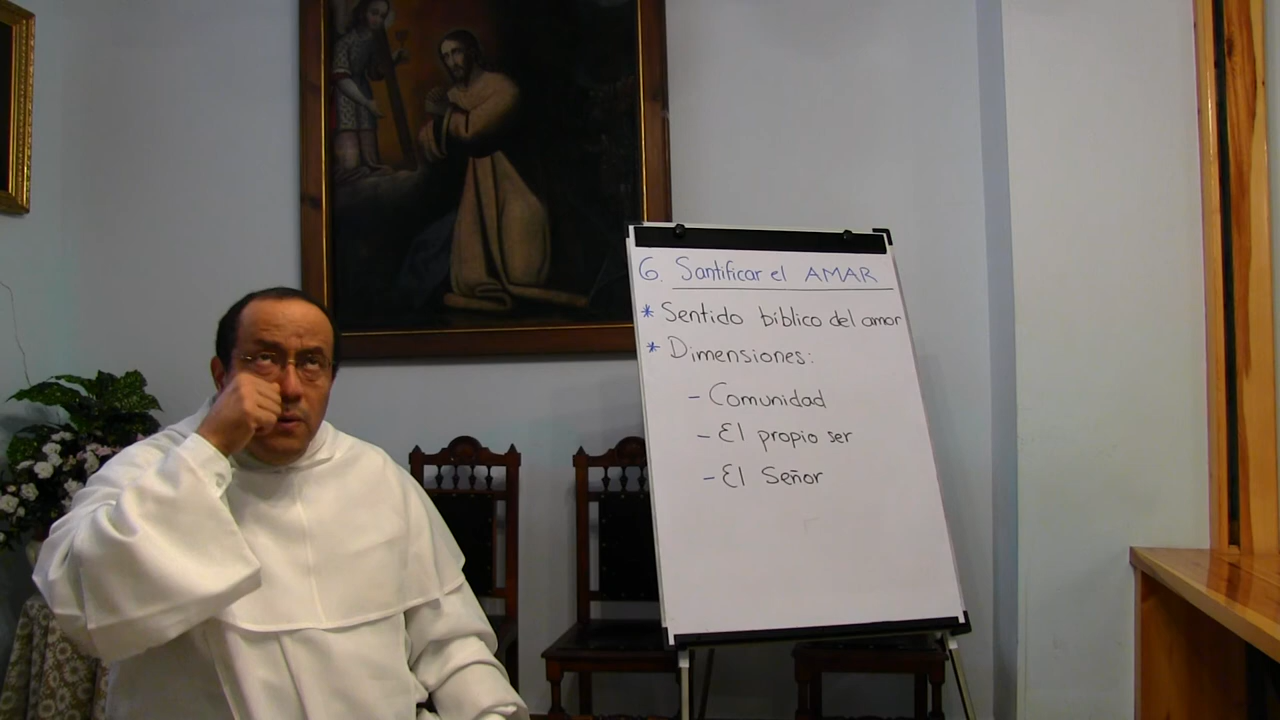 6. Santificar el AMAR
* Sentido bíblico del amor
* Dimensiones:
- Comunidad
- El propio ser
- El Señor